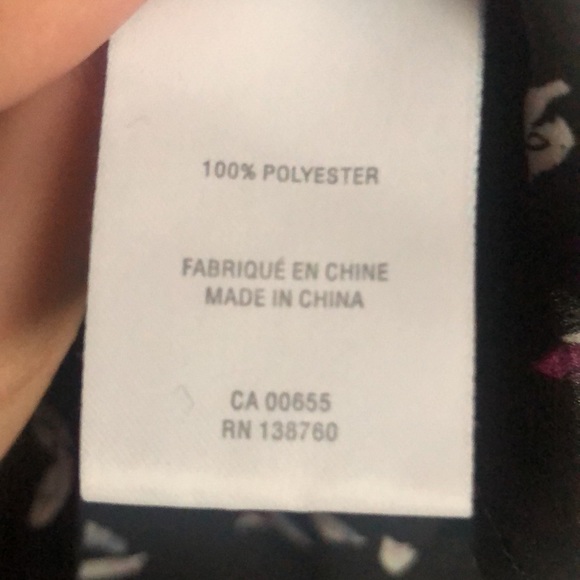 100% POLYESTER
FABRIQUÉ EN CHINE
MADE IN CHINA
CA 00655
RN 138760